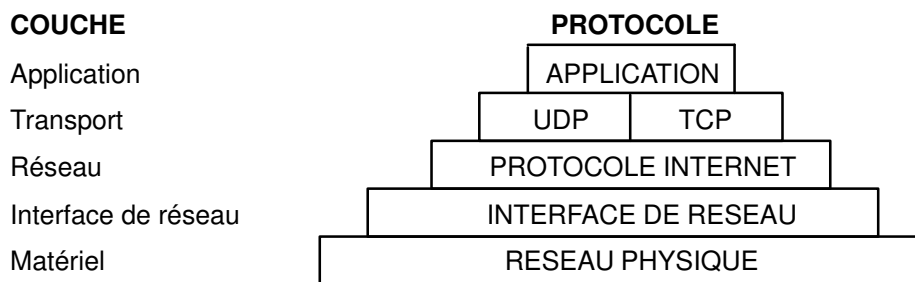 COUCHE PROTOCOLE
Application APPLICATION
Transport UDP TCP
Réseau PROTOCOLE INTERNET
Interface de réseau INTERFACE DE RESEAU
Matériel RESEAU PHYSIQUE